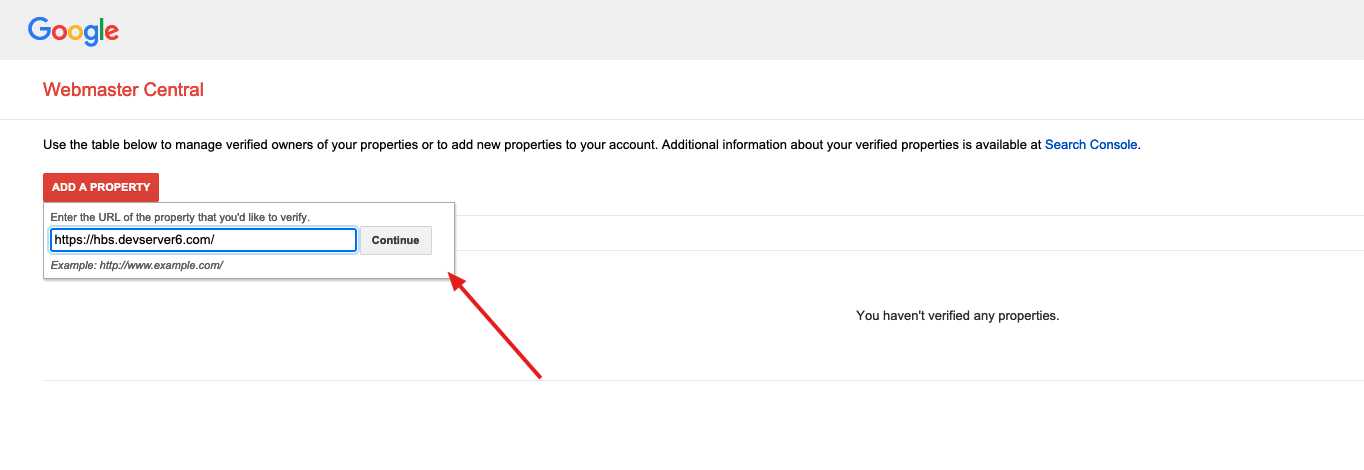 Google
Webmaster Central
Use the table below to manage verified owners of your properties or to add new properties to your account. Additional information about your verified properties is available at Search Console.
ADD A PROPERTY
Enter the URL of the property that you'd like to verify.
https://hbs.devserver6.com/ Continue
Example: http://www.example.com/
You haven't verified any properties.